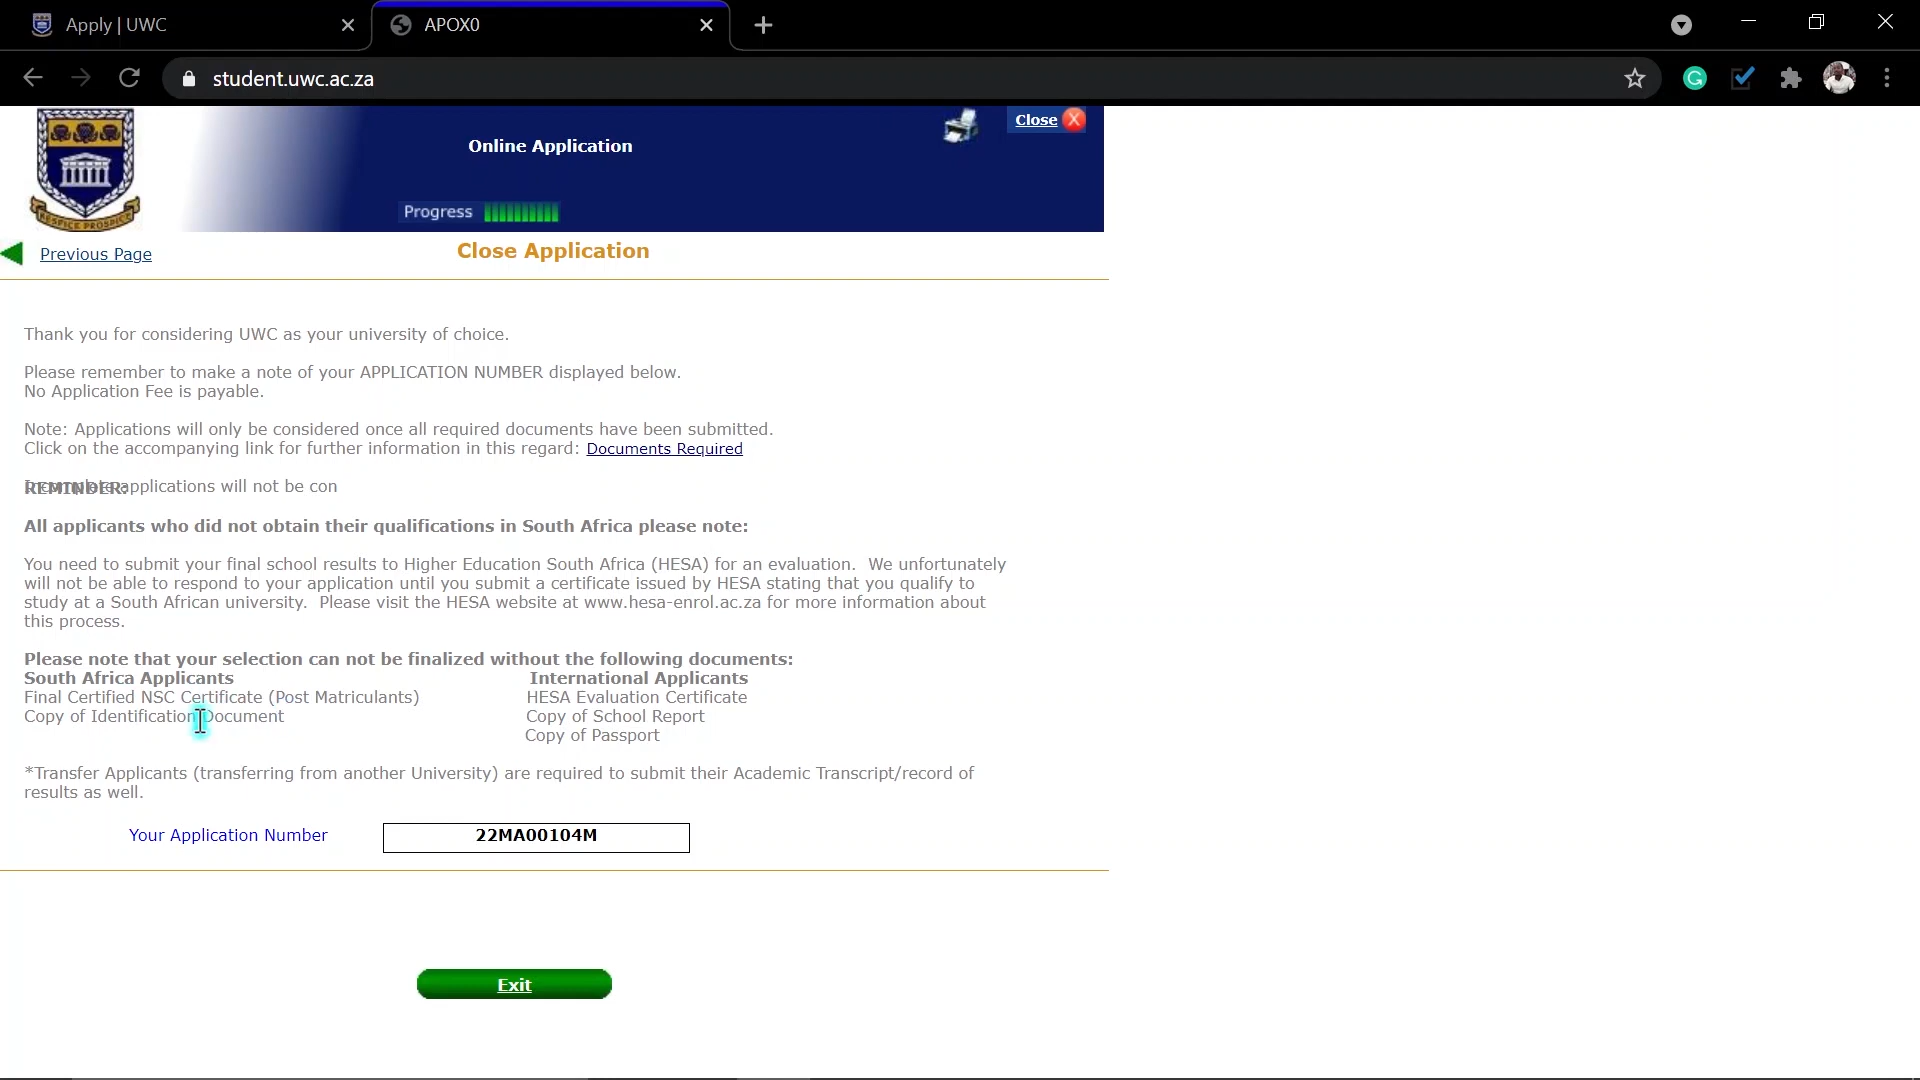 Apply | UWC
APOX0
student.uwc.ac.za
Online Application
Close
Progress
RESPICE PROSPICE
Previous Page
Close Application
Thank you for considering UWC as your university of choice.
Please remember to make a note of your APPLICATION NUMBER displayed below.
No Application Fee is payable.
Note: Applications will only be considered once all required documents have been submitted.
Click on the accompanying link for further information in this regard: Documents Required
REMINDER:
Incomplete applications will not be con
All applicants who did not obtain their qualifications in South Africa please note:
You need to submit your final school results to Higher Education South Africa (HESA) for an evaluation.  We unfortunately
will not be able to respond to your application until you submit a certificate issued by HESA stating that you qualify to
study at a South African university.  Please visit the HESA website at www.hesa-enrol.ac.za for more information about
this process.
Please note that your selection can not be finalized without the following documents:
South Africa Applicants International Applicants
Final Certified NSC Certificate (Post Matriculants) HESA Evaluation Certificate
Copy of Identification Document Copy of School Report
Copy of Passport
*Transfer Applicants (transferring from another University) are required to submit their Academic Transcript/record of
results as well.
Your Application Number 22MA00104M
Exit